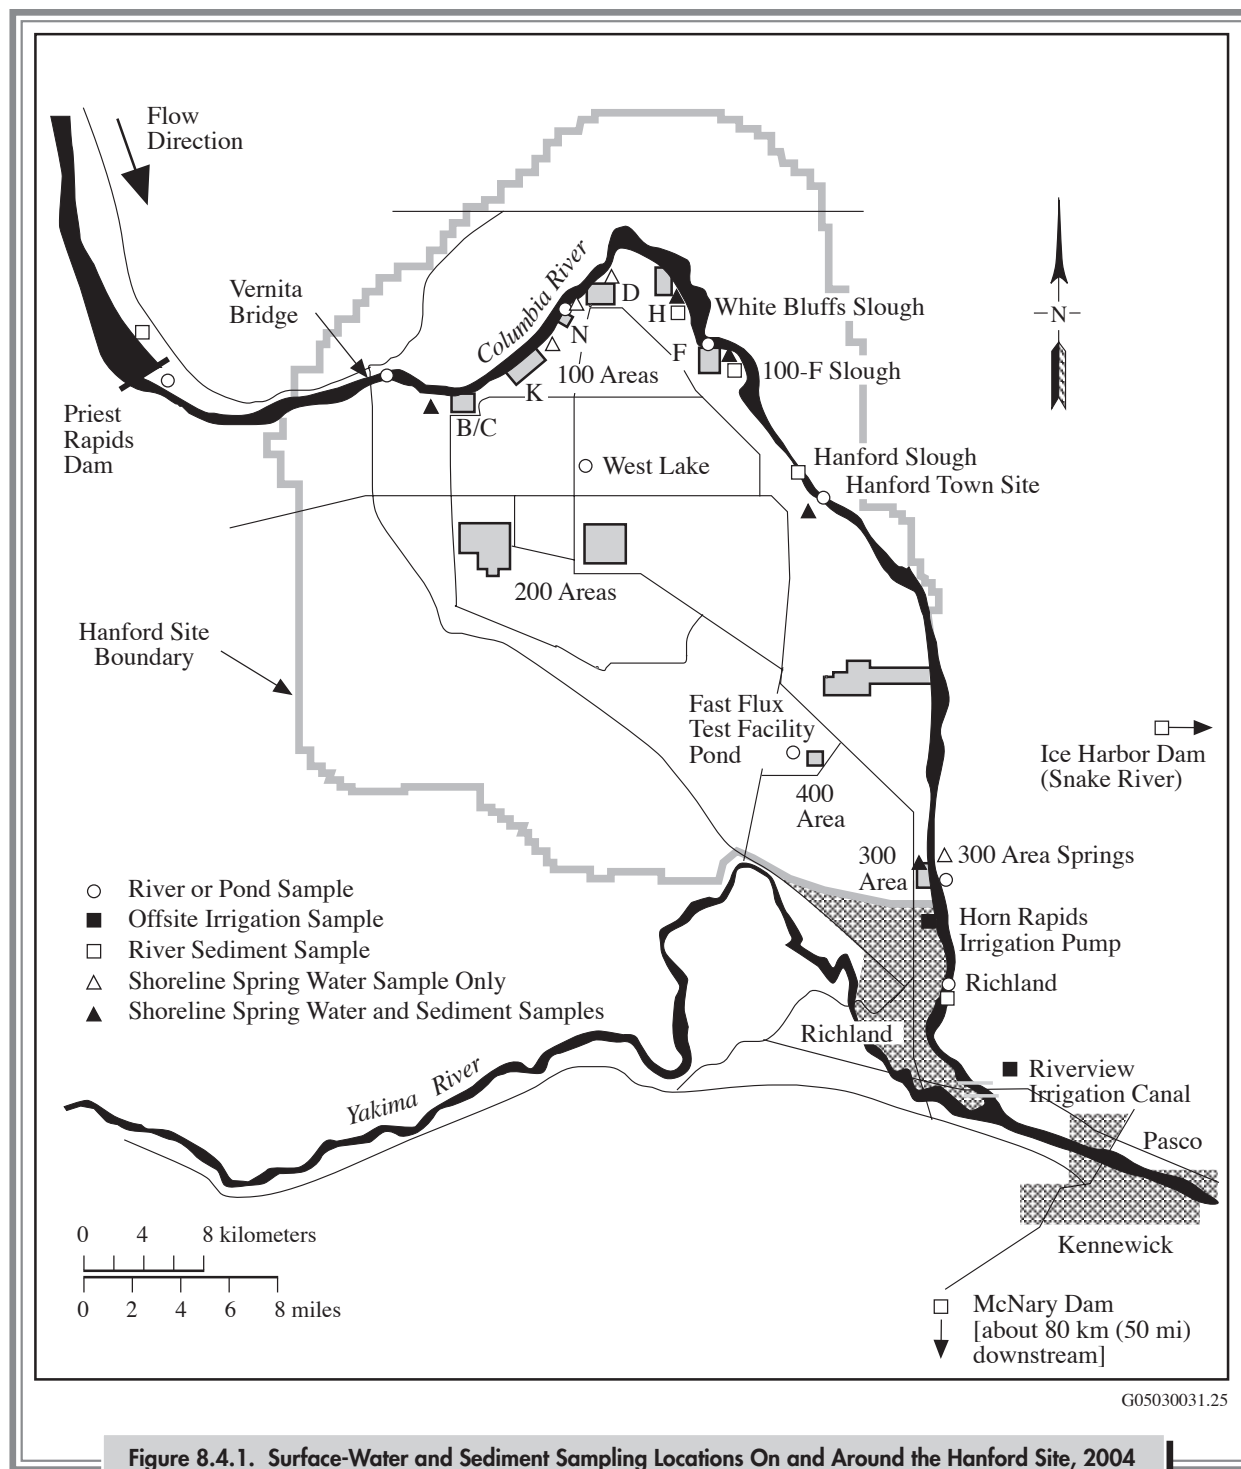 Flow
Direction
Vernita
Bridge
Columbia River
D
H
White Bluffs Slough
N
F
100-F Slough
100 Areas
K
Priest
Rapids
Dam
B/C
Hanford Slough
West Lake
Hanford Town Site
200 Areas
Hanford Site
Boundary
N
Fast Flux
Test Facility
Pond
Ice Harbor Dam
(Snake River)
400
Area
300
Area
300 Area Springs
River or Pond Sample
Offsite Irrigation Sample
River Sediment Sample
Shoreline Spring Water Sample Only
Shoreline Spring Water and Sediment Samples
Horn Rapids
Irrigation Pump
Richland
Richland
Riverview
Irrigation Canal
Yakima River
Pasco
Kennewick
0 4 8 kilometers
0 2 4 6 8 miles
McNary Dam
[about 80 km (50 mi)
downstream]
G05030031.25
Figure 8.4.1. Surface-Water and Sediment Sampling Locations On and Around the Hanford Site, 2004